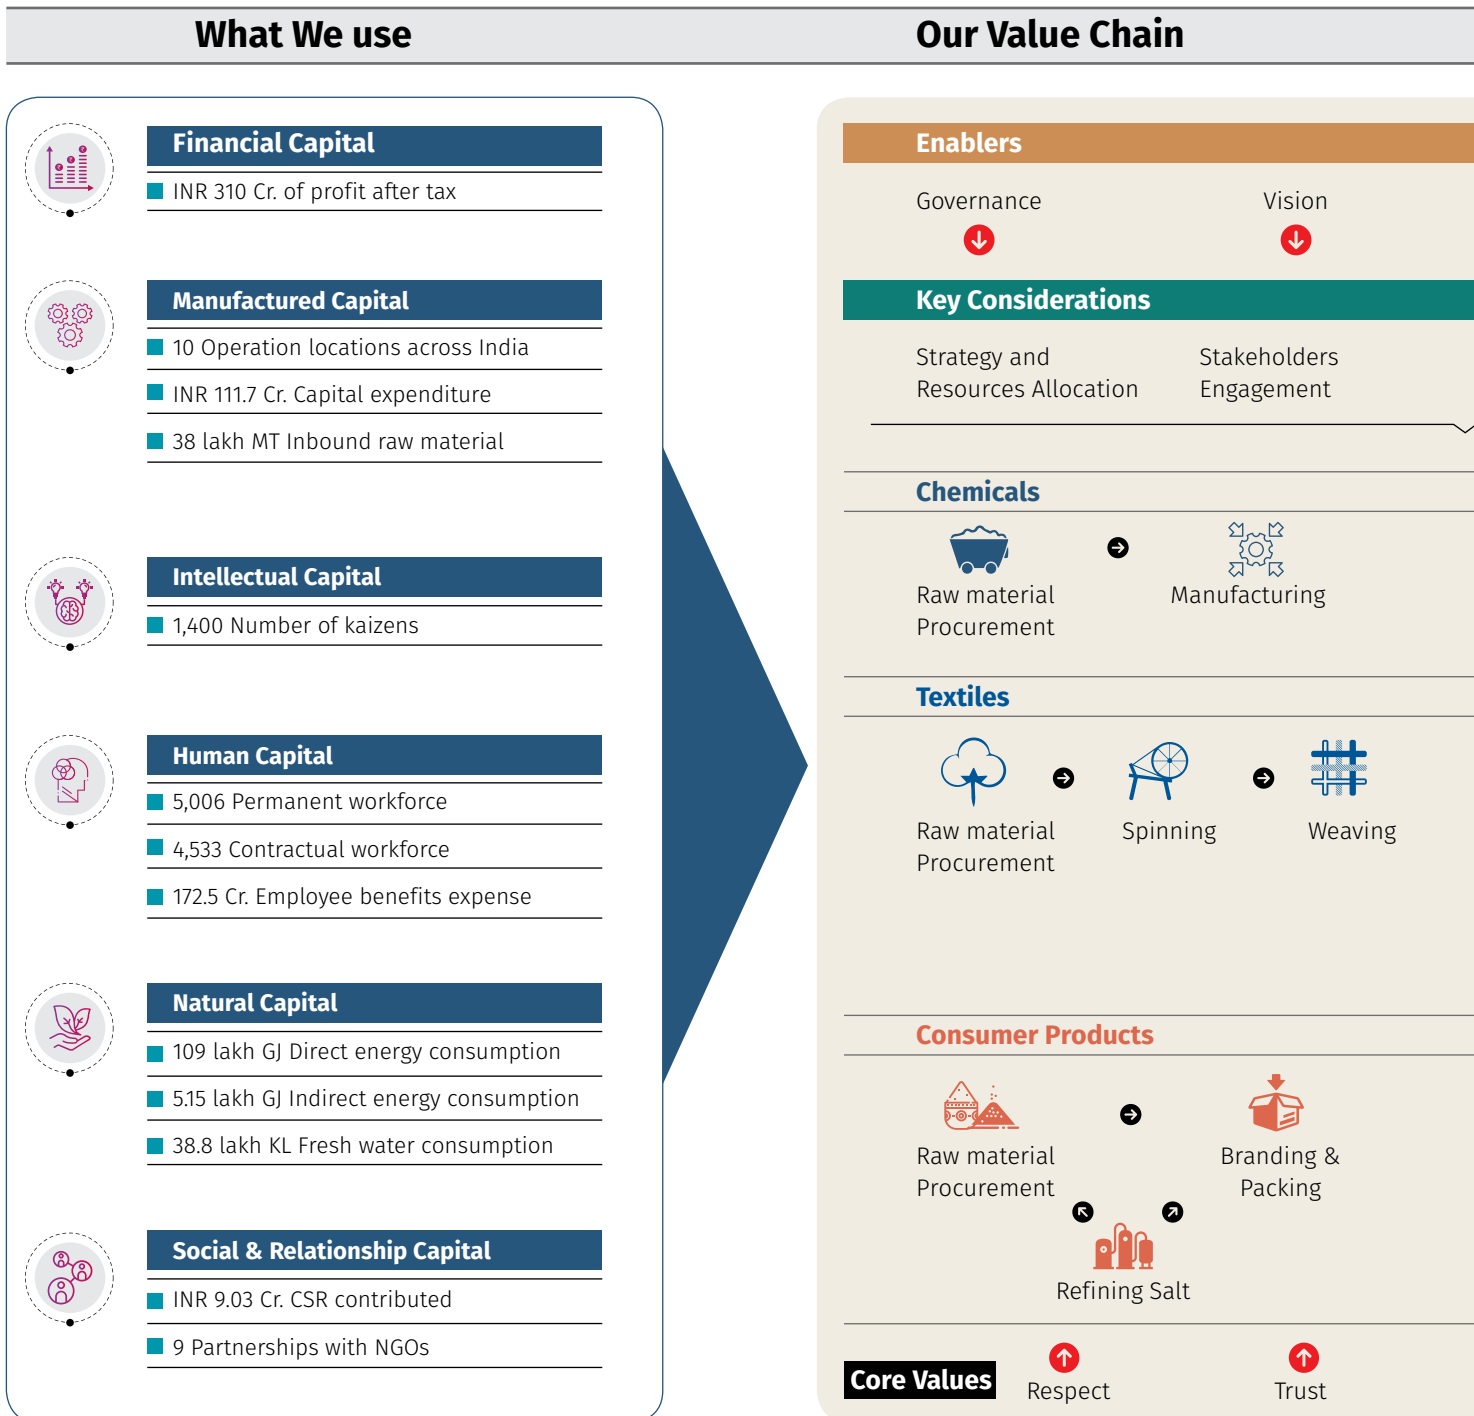 What We use
Our Value Chain
Financial Capital
INR 310 Cr. of profit after tax
Manufactured Capital
10 Operation locations across India
INR 111.7 Cr. Capital expenditure
38 lakh MT Inbound raw material
Intellectual Capital
1,400 Number of kaizens
Human Capital
5,006 Permanent workforce
4,533 Contractual workforce
172.5 Cr. Employee benefits expense
Natural Capital
109 lakh GJ Direct energy consumption
5.15 lakh GJ Indirect energy consumption
38.8 lakh KL Fresh water consumption
Social & Relationship Capital
INR 9.03 Cr. CSR contributed
9 Partnerships with NGOs
Enablers
Governance
Vision
Key Considerations
Strategy and
Resources Allocation
Stakeholders
Engagement
Chemicals
Raw material
Procurement
Manufacturing
Textiles
Raw material
Procurement
Spinning
Weaving
Consumer Products
Raw material
Procurement
Branding &
Packing
Refining Salt
Core Values
Respect
Trust